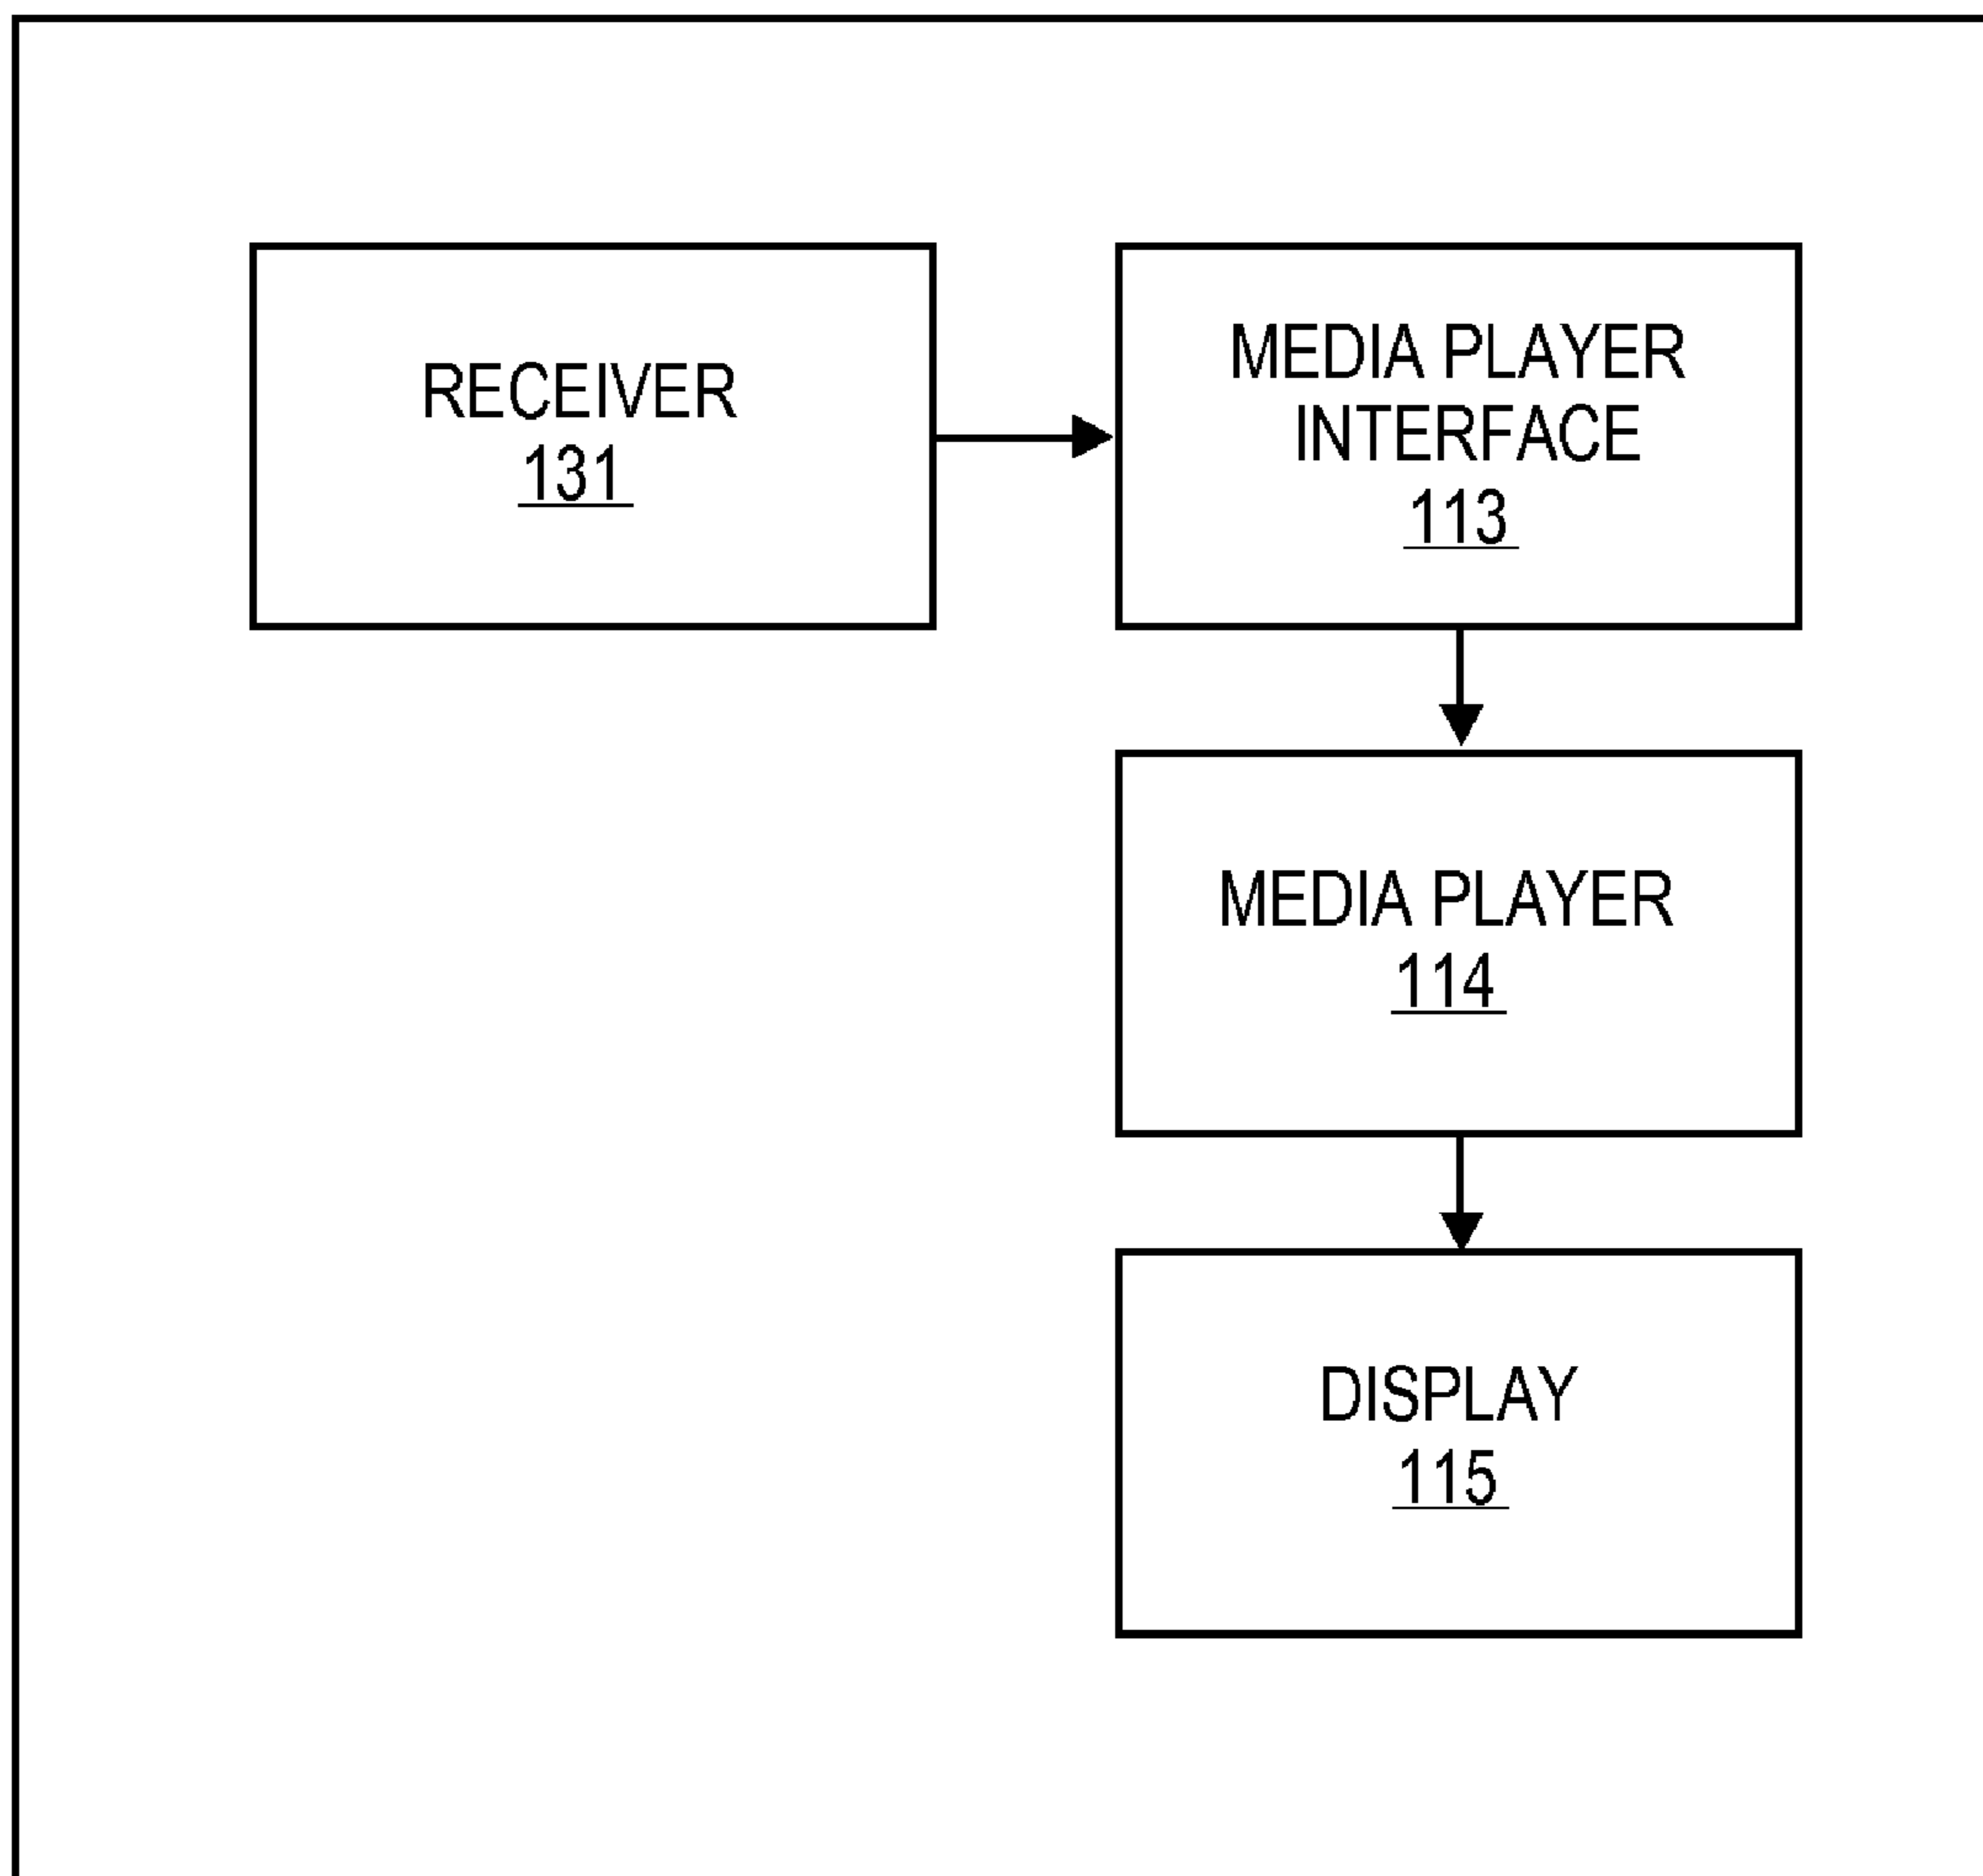 RECEIVER
131
MEDIA PLAYER
INTERFACE
113
MEDIA PLAYER
114
DISPLAY
115